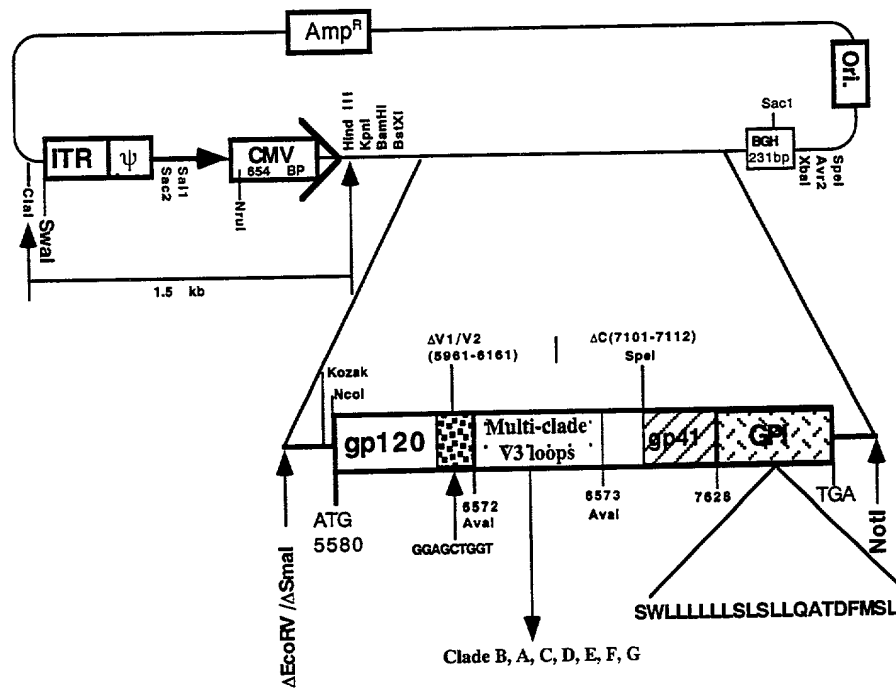 Amp^R
Ori.
Sac1
Hind III
KpnI
BamHI
BstXI
ITR
ψ
Sac2
Sal1
CMV
654 BP
NruI
BGH
231bp
XbaI
Avr2
SpeI
ClaI
SwaI
1.5 kb
ΔV1/V2
(5961-6161)
ΔC(7101-7112)
SpeI
Kozak
NcoI
gp120
Multi-clade
V3 loops
gp41
GPI
6572
AvaI
6573
AvaI
7628
TGA
ATG
5580
GGAGCTGGT
NotI
ΔEcoRV/ΔSmaI
SWLLLLLLSLSLLQATDFMSL
Clade B, A, C, D, E, F, G